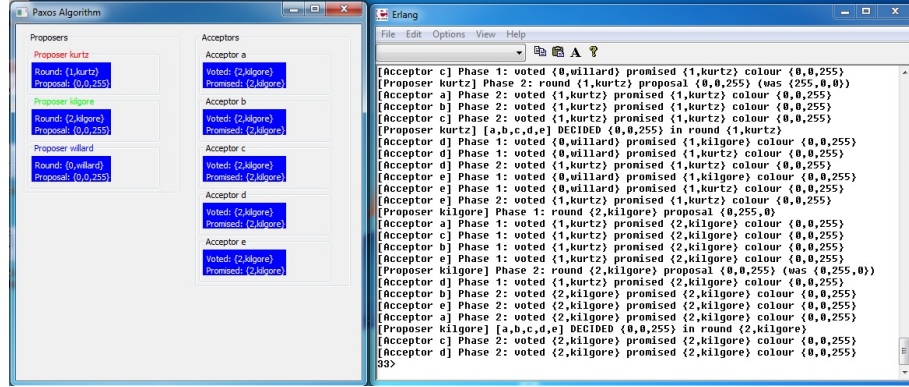 Paxos Algorithm
Proposers
Proposer kurtz
Round: {1,kurtz}
Proposal: {0,0,255}
Proposer kilgore
Round: {2,kilgore}
Proposal: {0,0,255}
Proposer willard
Round: {0,willard}
Proposal: {0,0,255}
Acceptors
Acceptor a
Voted: {2,kilgore}
Promised: {2,kilgore}
Acceptor b
Voted: {2,kilgore}
Promised: {2,kilgore}
Acceptor c
Voted: {2,kilgore}
Promised: {2,kilgore}
Acceptor d
Voted: {2,kilgore}
Promised: {2,kilgore}
Acceptor e
Voted: {2,kilgore}
Promised: {2,kilgore}
Erlang
File Edit Options View Help
[Acceptor c] Phase 1: voted {0,willard} promised {1,kurtz} colour {0,0,255}
[Proposer kurtz] Phase 2: round {1,kurtz} proposal {0,0,255} (was {255,0,0})
[Acceptor a] Phase 2: voted {1,kurtz} promised {1,kurtz} colour {0,0,255}
[Acceptor b] Phase 2: voted {1,kurtz} promised {1,kurtz} colour {0,0,255}
[Acceptor c] Phase 2: voted {1,kurtz} promised {1,kurtz} colour {0,0,255}
[Proposer kurtz] [a,b,c,d,e] DECIDED {0,0,255} in round {1,kurtz}
[Acceptor d] Phase 1: voted {0,willard} promised {1,kilgore} colour {0,0,255}
[Acceptor d] Phase 1: voted {0,willard} promised {1,kurtz} colour {0,0,255}
[Acceptor d] Phase 2: voted {1,kurtz} promised {1,kurtz} colour {0,0,255}
[Acceptor e] Phase 1: voted {0,willard} promised {1,kilgore} colour {0,0,255}
[Acceptor e] Phase 1: voted {0,willard} promised {1,kurtz} colour {0,0,255}
[Acceptor e] Phase 2: voted {1,kurtz} promised {1,kurtz} colour {0,0,255}
[Proposer kilgore] Phase 1: round {2,kilgore} proposal {0,255,0}
[Acceptor a] Phase 1: voted {1,kurtz} promised {2,kilgore} colour {0,0,255}
[Acceptor c] Phase 1: voted {1,kurtz} promised {2,kilgore} colour {0,0,255}
[Acceptor b] Phase 1: voted {1,kurtz} promised {2,kilgore} colour {0,0,255}
[Acceptor e] Phase 1: voted {1,kurtz} promised {2,kilgore} colour {0,0,255}
[Proposer kilgore] Phase 2: round {2,kilgore} proposal {0,0,255} (was {0,255,0})
[Acceptor d] Phase 1: voted {1,kurtz} promised {2,kilgore} colour {0,0,255}
[Acceptor b] Phase 2: voted {2,kilgore} promised {2,kilgore} colour {0,0,255}
[Acceptor e] Phase 2: voted {2,kilgore} promised {2,kilgore} colour {0,0,255}
[Acceptor a] Phase 2: voted {2,kilgore} promised {2,kilgore} colour {0,0,255}
[Proposer kilgore] [a,b,c,d,e] DECIDED {0,0,255} in round {2,kilgore}
[Acceptor c] Phase 2: voted {2,kilgore} promised {2,kilgore} colour {0,0,255}
[Acceptor d] Phase 2: voted {2,kilgore} promised {2,kilgore} colour {0,0,255}
33>